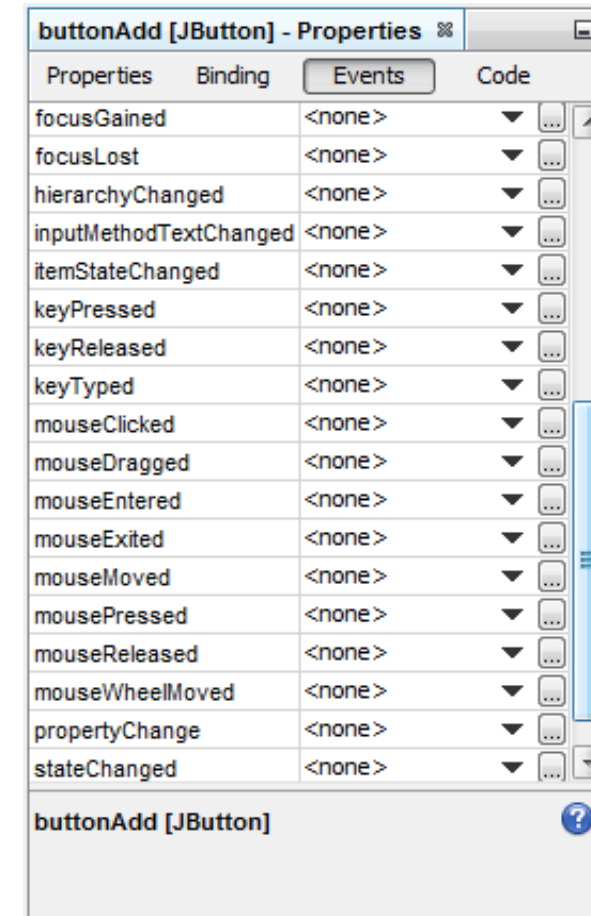 buttonAdd [JButton] - Properties
Properties Binding Events Code
focusGained <none> ...
focusLost <none> ...
hierarchyChanged <none> ...
inputMethodTextChanged <none> ...
itemStateChanged <none> ...
keyPressed <none> ...
keyReleased <none> ...
keyTyped <none> ...
mouseClicked <none> ...
mouseDragged <none> ...
mouseEntered <none> ...
mouseExited <none> ...
mouseMoved <none> ...
mousePressed <none> ...
mouseReleased <none> ...
mouseWheelMoved <none> ...
propertyChange <none> ...
stateChanged <none> ...
buttonAdd [JButton] ?